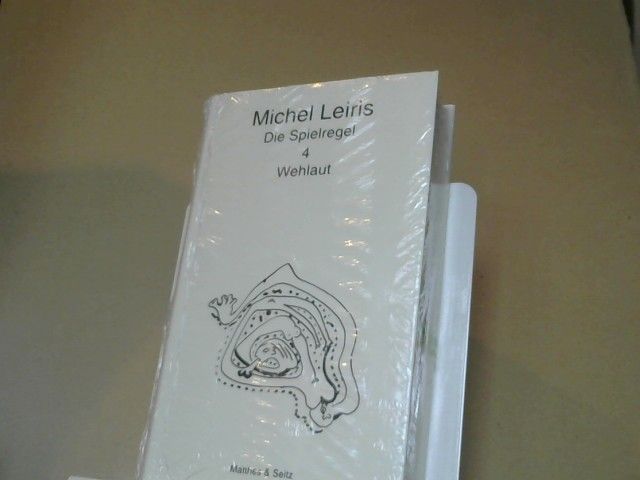 Michel Leiris
Die Spielregel
4
Wehlaut
Matthes & Seitz